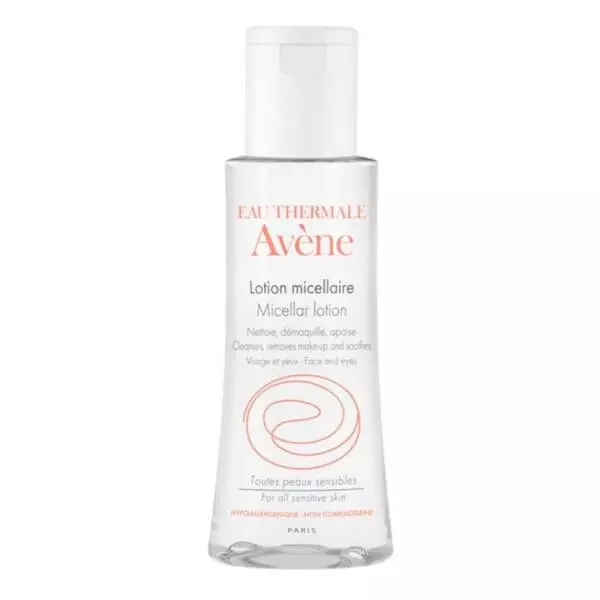 EAU THERMALE
Avène
Lotion micellaire
Micellar lotion
Nettoie, démaquille, apaise
Cleanses, removes make-up and soothes
Visage et yeux - Face and eyes
Toutes peaux sensibles
For all sensitive skin
HYPOALLERGÉNIQUE - NON COMÉDOGÈNE
PARIS